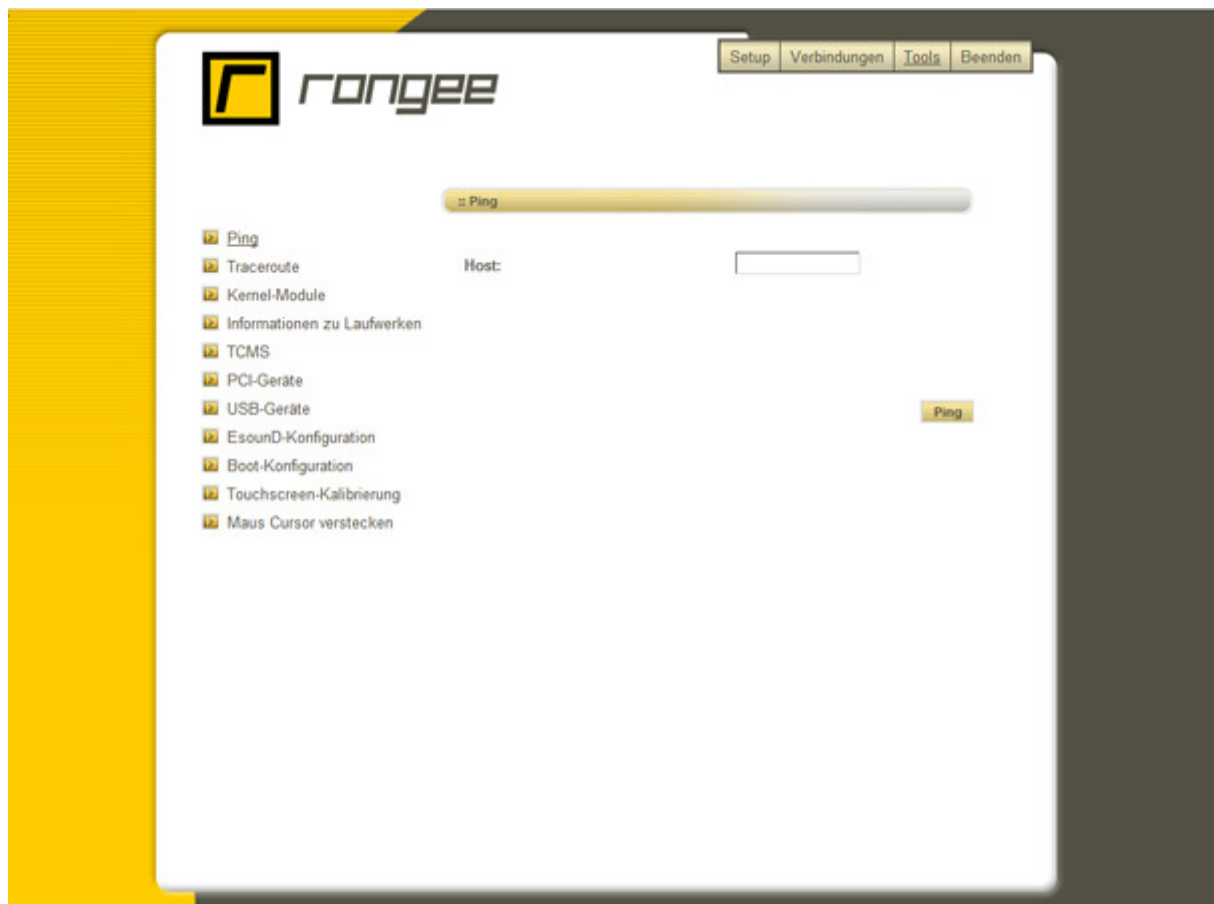 rangee
Setup Verbindungen Tools Beenden
:: Ping
Ping
Traceroute
Kernel-Module
Informationen zu Laufwerken
TCMS
PCI-Geräte
USB-Geräte
EsounD-Konfiguration
Boot-Konfiguration
Touchscreen-Kalibrierung
Maus Cursor verstecken
Host:
Ping